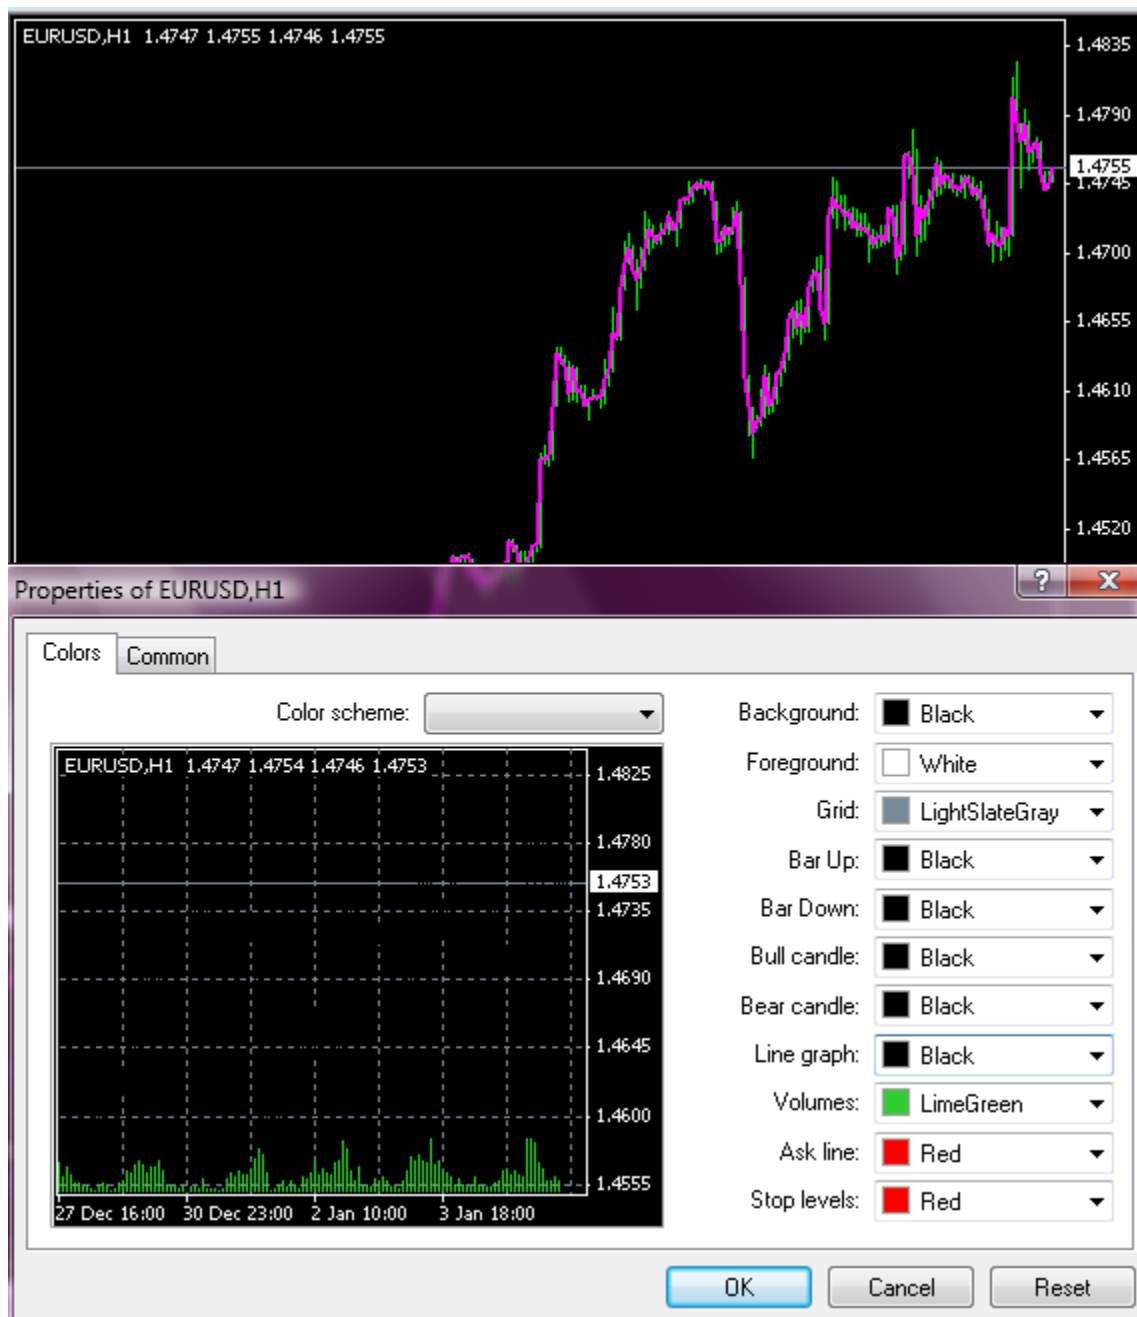 EURUSD,H1 1.4747 1.4755 1.4746 1.4755
1.4835
1.4790
1.4755
1.4745
1.4700
1.4655
1.4610
1.4565
1.4520
Properties of EURUSD,H1
? X
Colors Common
Color scheme:
EURUSD,H1 1.4747 1.4754 1.4746 1.4753
1.4825
1.4780
1.4753
1.4735
1.4690
1.4645
1.4600
1.4555
27 Dec 16:00 30 Dec 23:00 2 Jan 10:00 3 Jan 18:00
Background: Black
Foreground: White
Grid: LightSlateGray
Bar Up: Black
Bar Down: Black
Bull candle: Black
Bear candle: Black
Line graph: Black
Volumes: LimeGreen
Ask line: Red
Stop levels: Red
OK Cancel Reset